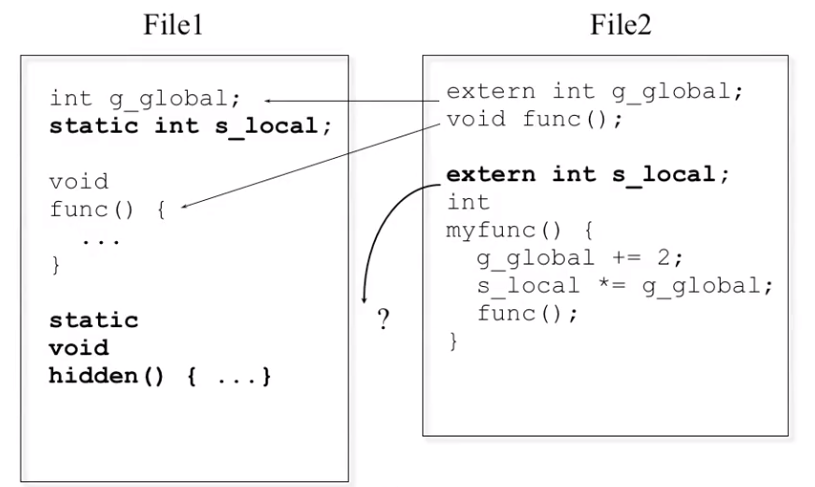 File1
int g_global;
static int s_local;
void
func() {
...
}
static
void
hidden() { ...}
File2
extern int g_global;
void func();
extern int s_local;
int
myfunc() {
g_global += 2;
s_local *= g_global;
func();
}
?